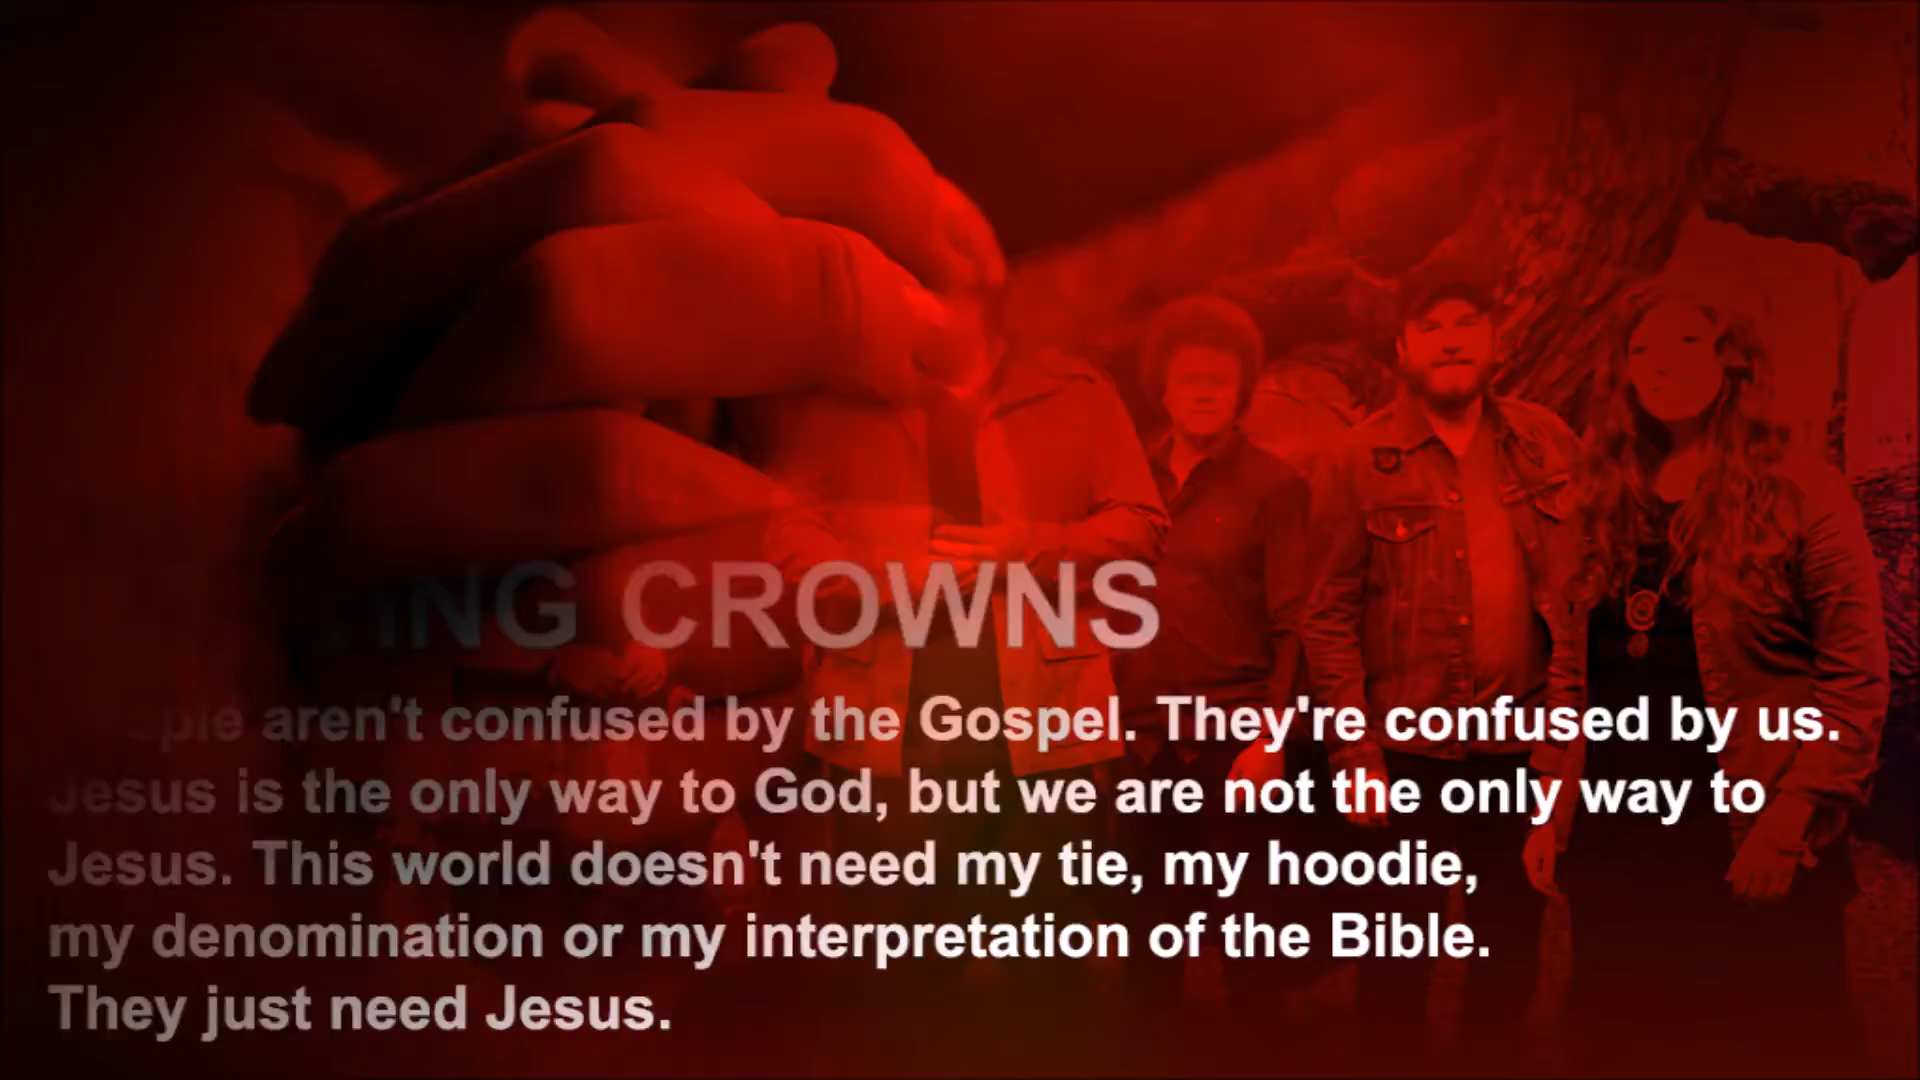 CROWNS
aren't confused by the Gospel. They're confused by us.
Jesus is the only way to God, but we are not the only way to
Jesus. This world doesn't need my tie, my hoodie,
my denomination or my interpretation of the Bible.
They just need Jesus.